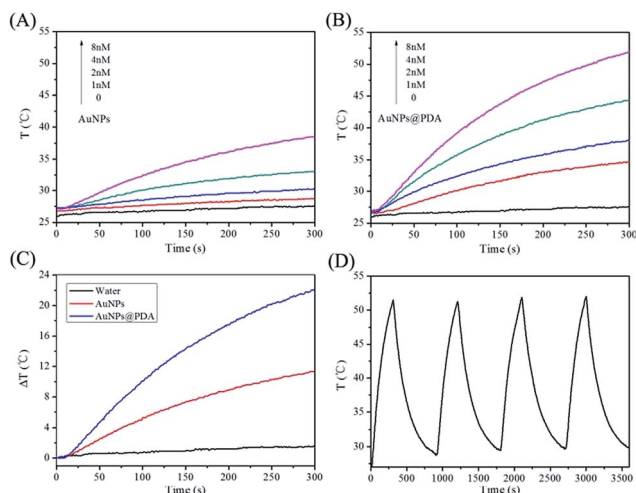 (A)
55
50
45
40
35
30
25
T (℃)
8nM
4nM
2nM
1nM
0
AuNPs
0 50 100 150 200 250 300
Time (s)
(B)
55
50
45
40
35
30
25
T (℃)
8nM
4nM
2nM
1nM
0
AuNPs@PDA
0 50 100 150 200 250 300
Time (s)
(C)
24
20
16
12
8
4
0
ΔT (℃)
Water
AuNPs
AuNPs@PDA
0 50 100 150 200 250 300
Time (s)
(D)
55
50
45
40
35
30
T (℃)
0 500 1000 1500 2000 2500 3000 3500
Time (s)